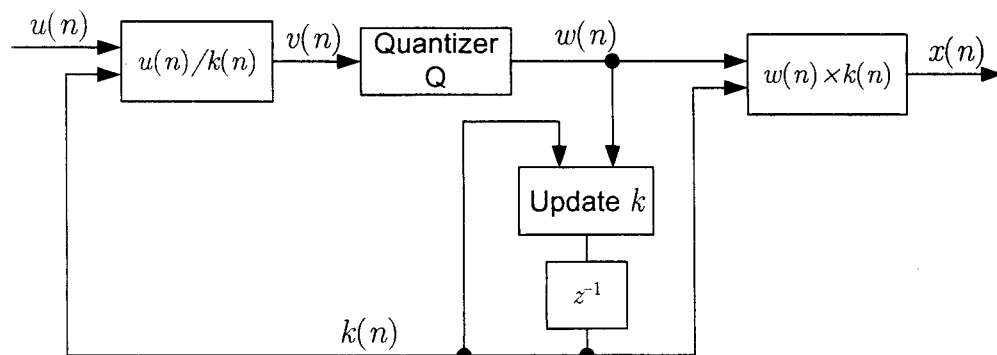 u(n)
u(n)/k(n)
v(n)
Quantizer
Q
w(n)
w(n)×k(n)
x(n)
Update k
z⁻¹
k(n)